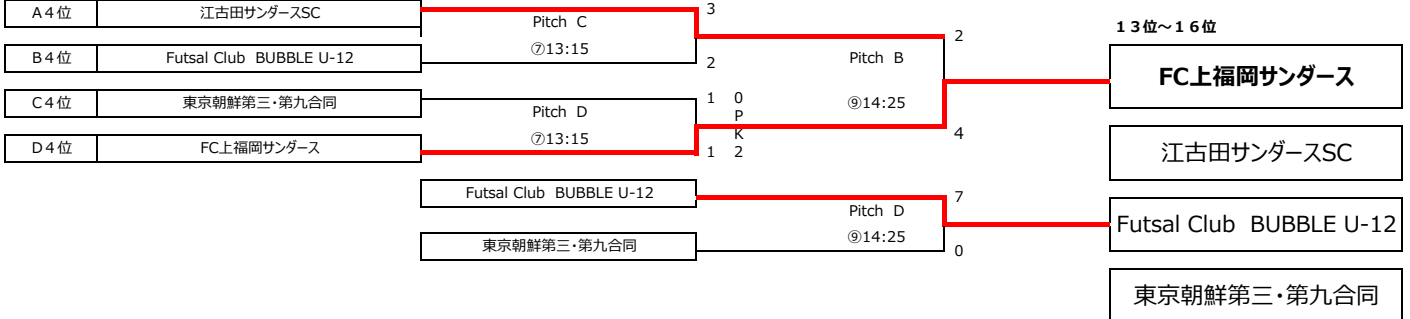 A４位 江古田サンダースSC
3
Pitch C
⑦13:15
2
13位～16位
B４位 Futsal Club BUBBLE U-12
2
Pitch B
⑨14:25
FC上福岡サンダース
C４位 東京朝鮮第三・第九合同
1 0
Pitch D
⑦13:15
P
K
4
D４位 FC上福岡サンダース
1 2
江古田サンダースSC
Futsal Club BUBBLE U-12
7
Pitch D
⑨14:25
Futsal Club BUBBLE U-12
東京朝鮮第三・第九合同
0
東京朝鮮第三・第九合同